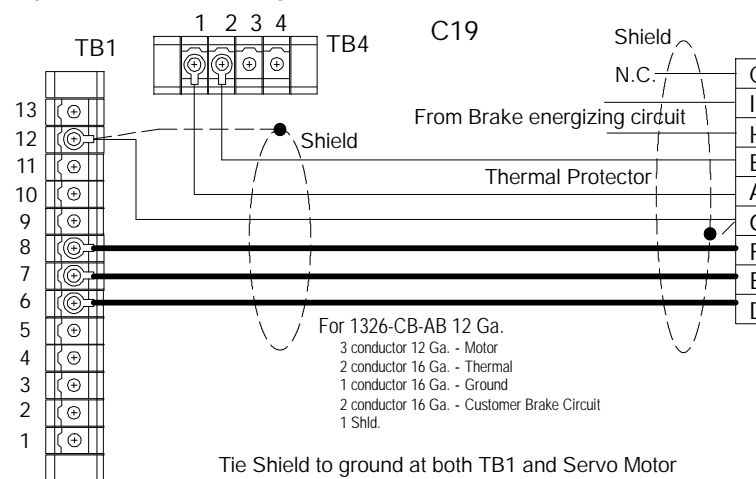 1 2 3 4
TB1
TB4
C19
Shield
N.C.
13
12
11
10
9
8
7
6
5
4
3
2
1
From Brake energizing circuit
Shield
Thermal Protector
I
A
For 1326-CB-AB 12 Ga.
3 conductor 12 Ga. - Motor
2 conductor 16 Ga. - Thermal
1 conductor 16 Ga. - Ground
2 conductor 16 Ga. - Customer Brake Circuit
1 Shld.
Tie Shield to ground at both TB1 and Servo Motor